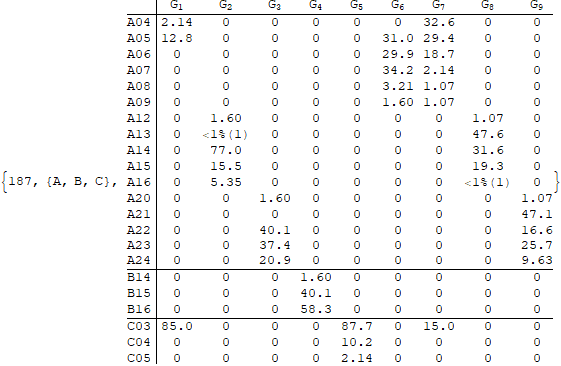 G₁ G₂ G₃ G₄ G₅ G₆ G₇ G₈ G₉
A04 2.14 0 0 0 0 0 32.6 0 0
A05 12.8 0 0 0 0 31.0 29.4 0 0
A06 0 0 0 0 0 29.9 18.7 0 0
A07 0 0 0 0 0 34.2 2.14 0 0
A08 0 0 0 0 0 3.21 1.07 0 0
A09 0 0 0 0 0 1.60 1.07 0 0
A12 0 1.60 0 0 0 0 0 1.07 0
A13 0 <1%(1) 0 0 0 0 0 47.6 0
A14 0 77.0 0 0 0 0 0 31.6 0
A15 0 15.5 0 0 0 0 0 19.3 0
{187, {A, B, C}, A16 0 5.35 0 0 0 0 0 <1%(1) 0 }
A20 0 0 1.60 0 0 0 0 0 1.07
A21 0 0 0 0 0 0 0 0 47.1
A22 0 0 40.1 0 0 0 0 0 16.6
A23 0 0 37.4 0 0 0 0 0 25.7
A24 0 0 20.9 0 0 0 0 0 9.63
B14 0 0 0 1.60 0 0 0 0 0
B15 0 0 0 40.1 0 0 0 0 0
B16 0 0 0 58.3 0 0 0 0 0
C03 85.0 0 0 0 87.7 0 15.0 0 0
C04 0 0 0 0 10.2 0 0 0 0
C05 0 0 0 0 2.14 0 0 0 0